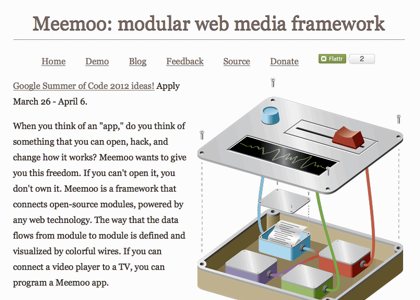 Meemoo: modular web media framework
Home Demo Blog Feedback Source Donate Flattr 2
Google Summer of Code 2012 ideas! Apply
March 26 - April 6.
When you think of an "app," do you think of
something that you can open, hack, and
change how it works? Meemoo wants to give
you this freedom. If you can't open it, you
don't own it. Meemoo is a framework that
connects open-source modules, powered by
any web technology. The way that the data
flows from module to module is defined and
visualized by colorful wires. If you can
connect a video player to a TV, you can
program a Meemoo app.